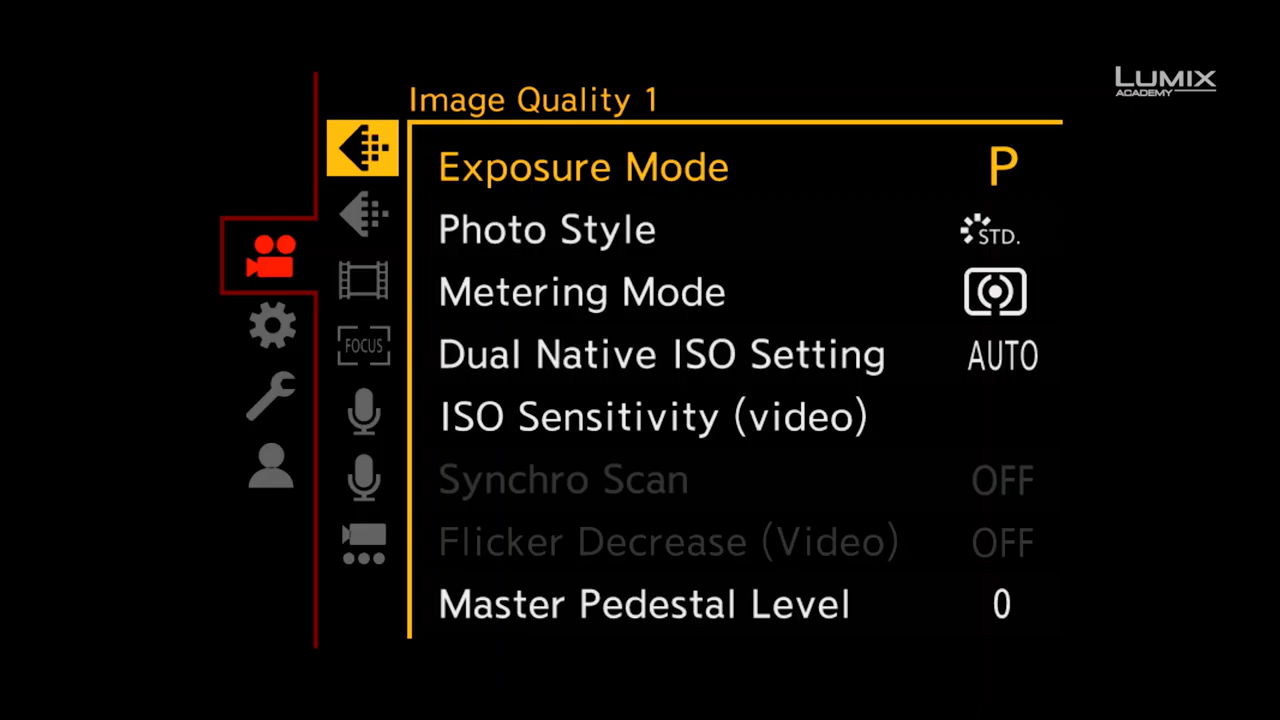 LUMIX
ACADEMY
Image Quality 1
Exposure Mode P
Photo Style STD.
Metering Mode
Dual Native ISO Setting AUTO
FOCUS
ISO Sensitivity (video)
Synchro Scan OFF
Flicker Decrease (Video) OFF
Master Pedestal Level 0